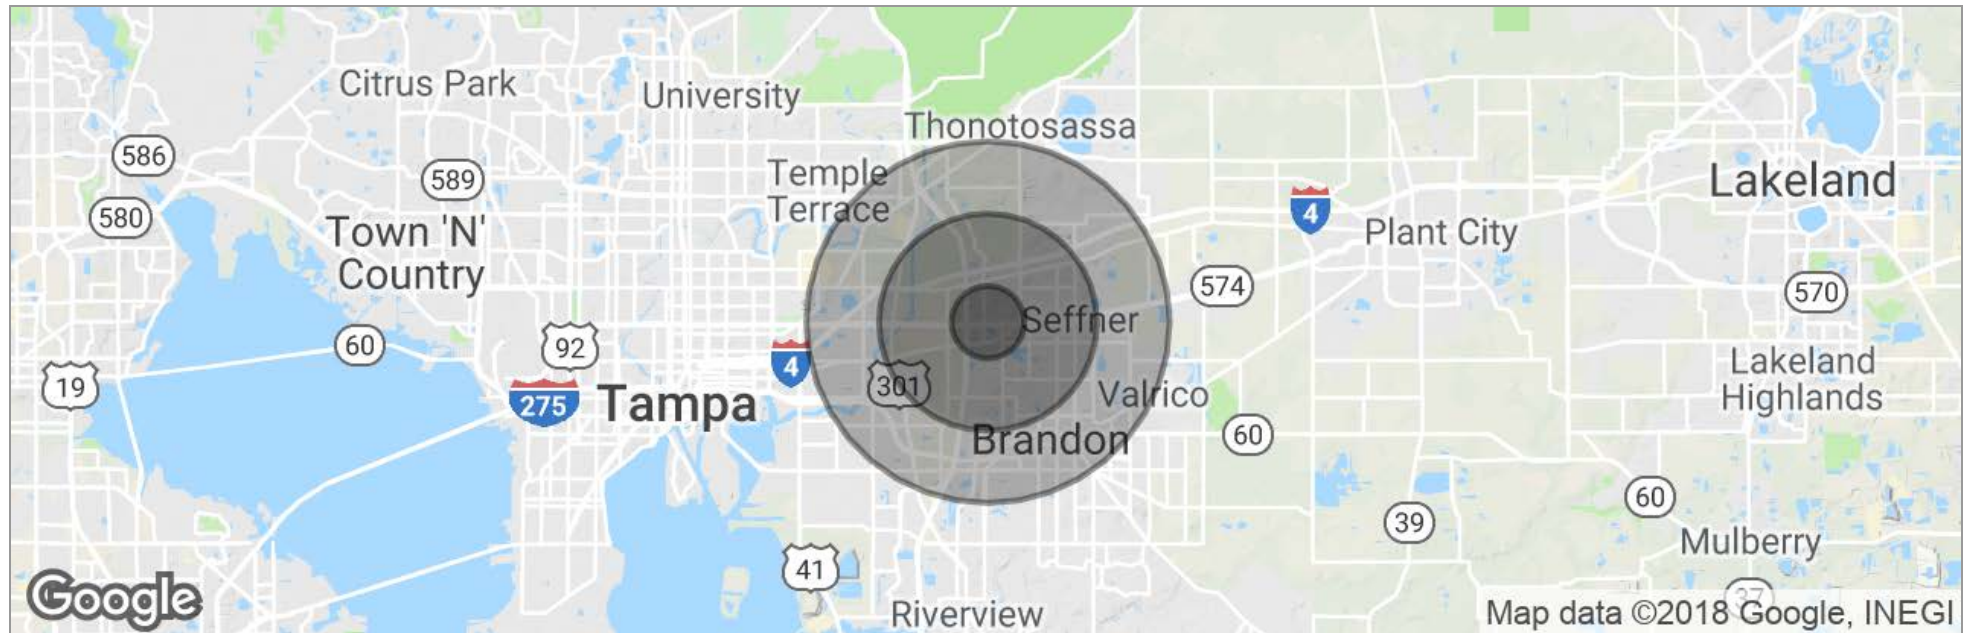 Citrus Park
University
Thonotosassa
586
589
Temple
Terrace
Lakeland
580
4
Town 'N'
Country
Plant City
574
570
Seffner
60
92
4
19
301
Valrico
Lakeland
Highlands
275
Tampa
Brandon
60
60
39
Mulberry
41
37
Google
Riverview
Map data ©2018 Google, INEGI